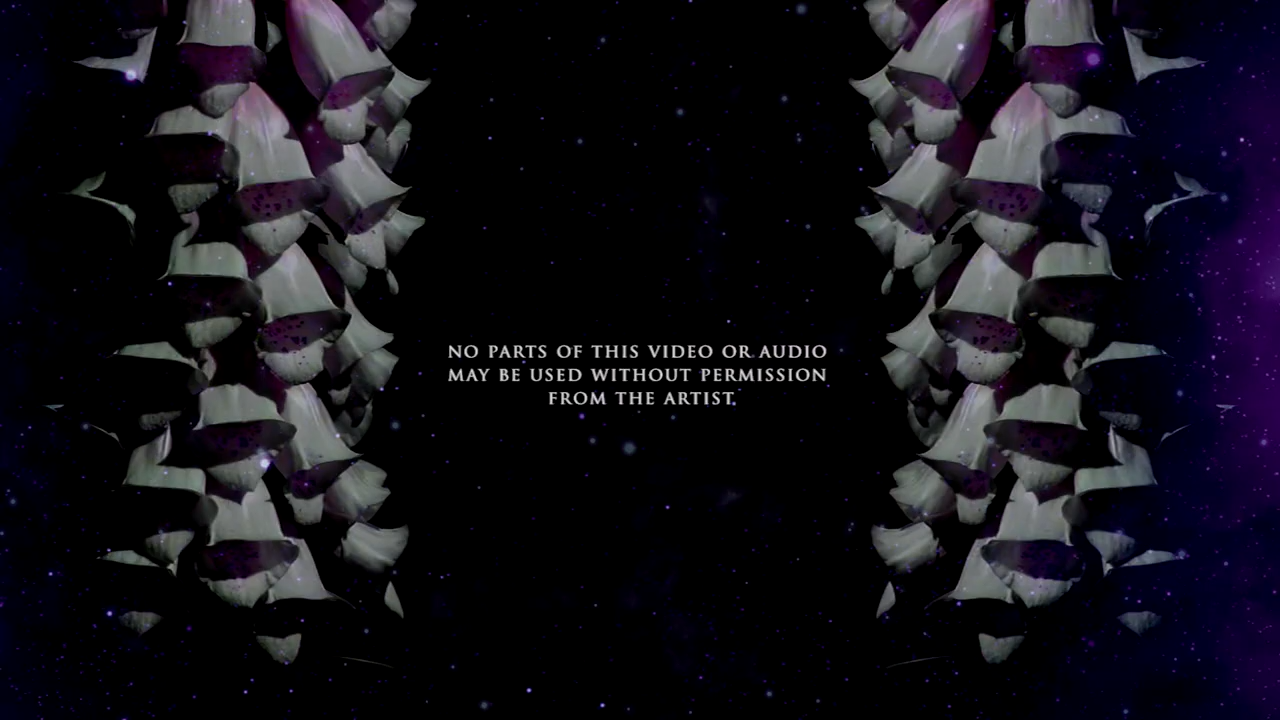 NO PARTS OF THIS VIDEO OR AUDIO
MAY BE USED WITHOUT PERMISSION
FROM THE ARTIST.